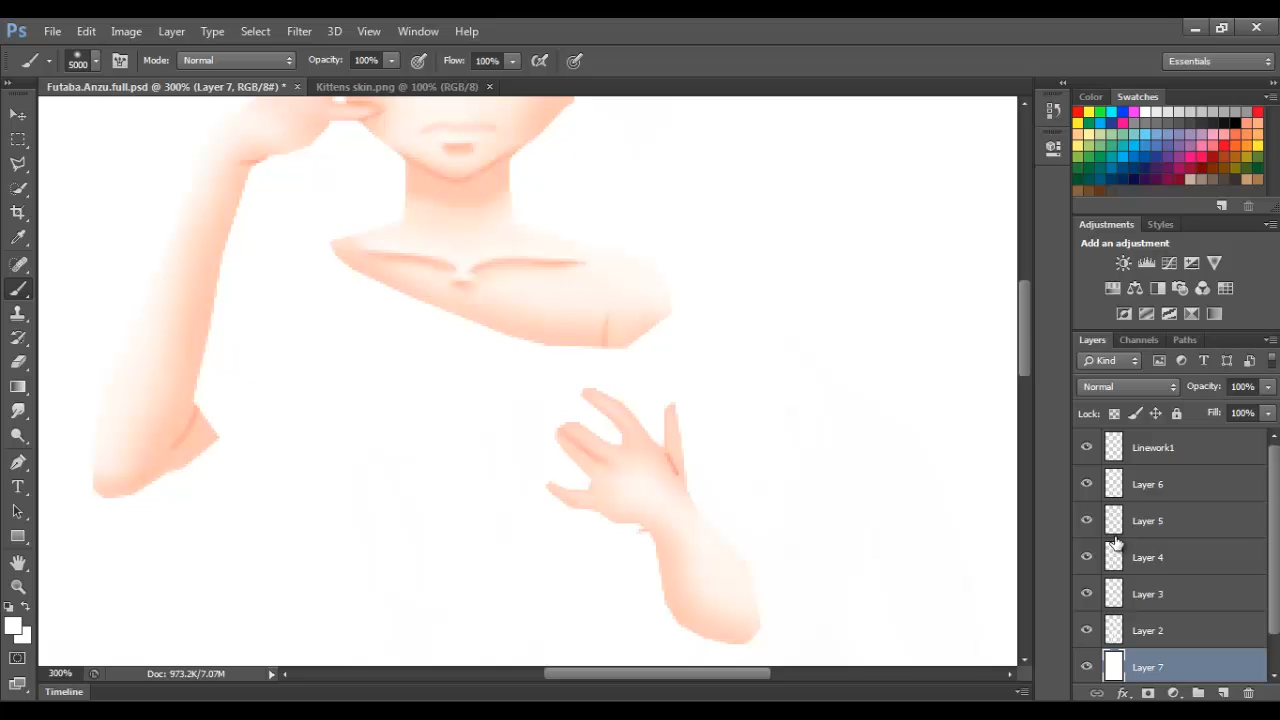 Ps File Edit Image Layer Type Select Filter 3D View Window Help
5000 Mode: Normal Opacity: 100% Flow: 100% Essentials
Futaba.Anzu.full.psd @ 300% (Layer 7, RGB/8#) * × Kittens skin.png @ 100% (RGB/8) ×
Color Swatches
Adjustments Styles
Add an adjustment
Layers Channels Paths
Kind
Normal Opacity: 100%
Lock: Fill: 100%
Linework1
Layer 6
Layer 5
Layer 4
Layer 3
Layer 2
Layer 7
300% Doc: 973.2K/7.07M
Timeline